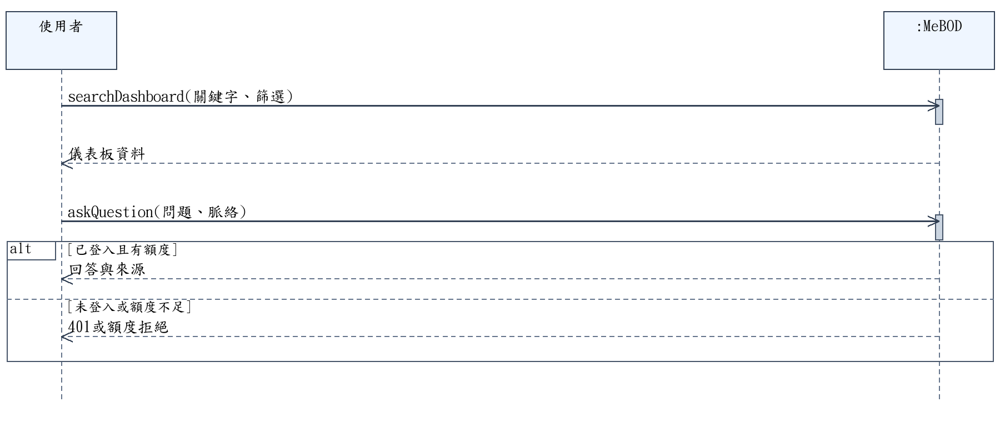 使用者
:MeBOD
searchDashboard(關鍵字、篩選)
儀表板資料
askQuestion(問題、脈絡)
alt
[已登入且有額度]
回答與來源
[未登入或額度不足]
401或額度拒絕